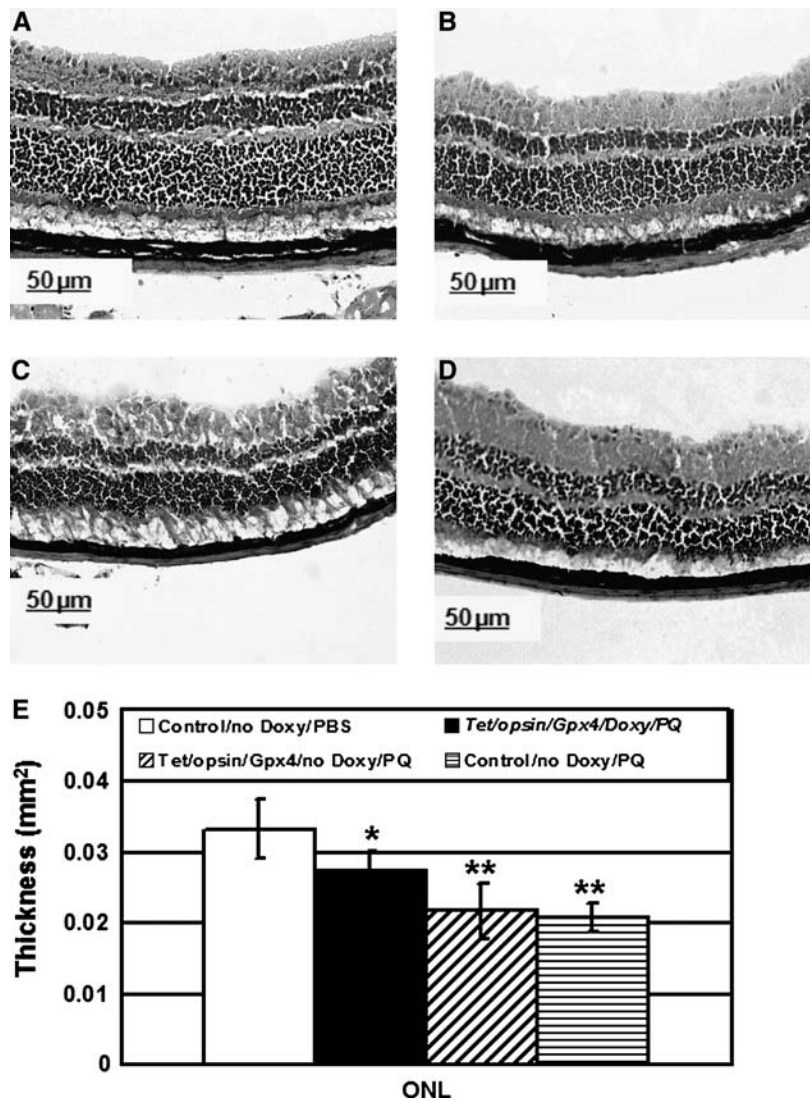 A
B
50 µm
50 µm
C
D
50 µm
50 µm
E
0.05
Control/no Doxy/PBS
Tet/opsin/Gpx4/Doxy/PQ
Tet/opsin/Gpx4/no Doxy/PQ
Control/no Doxy/PQ
0.04
0.03
0.02
0.01
0
Thickness (mm²)
*
**
**
ONL